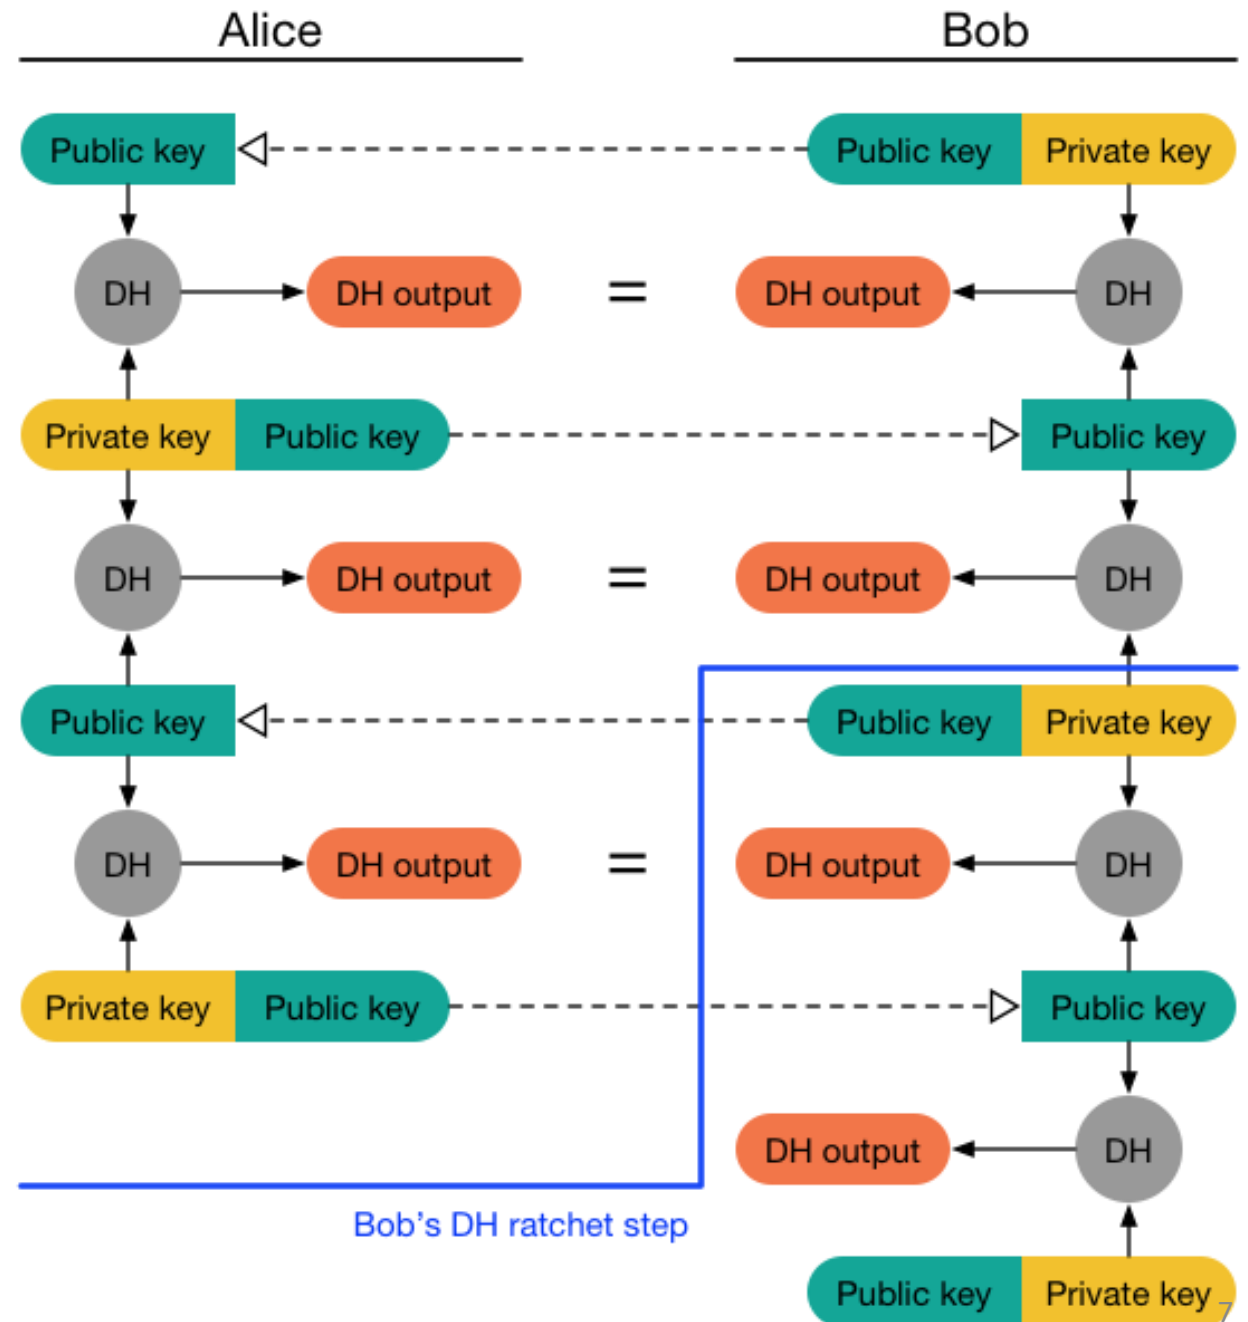 Alice Bob
Public key Public key Private key
DH DH output = DH output DH
Private key Public key Public key
DH DH output = DH output DH
Public key Public key Private key
DH DH output = DH output DH
Private key Public key Public key
DH output DH
Bob's DH ratchet step
Public key Private key
7